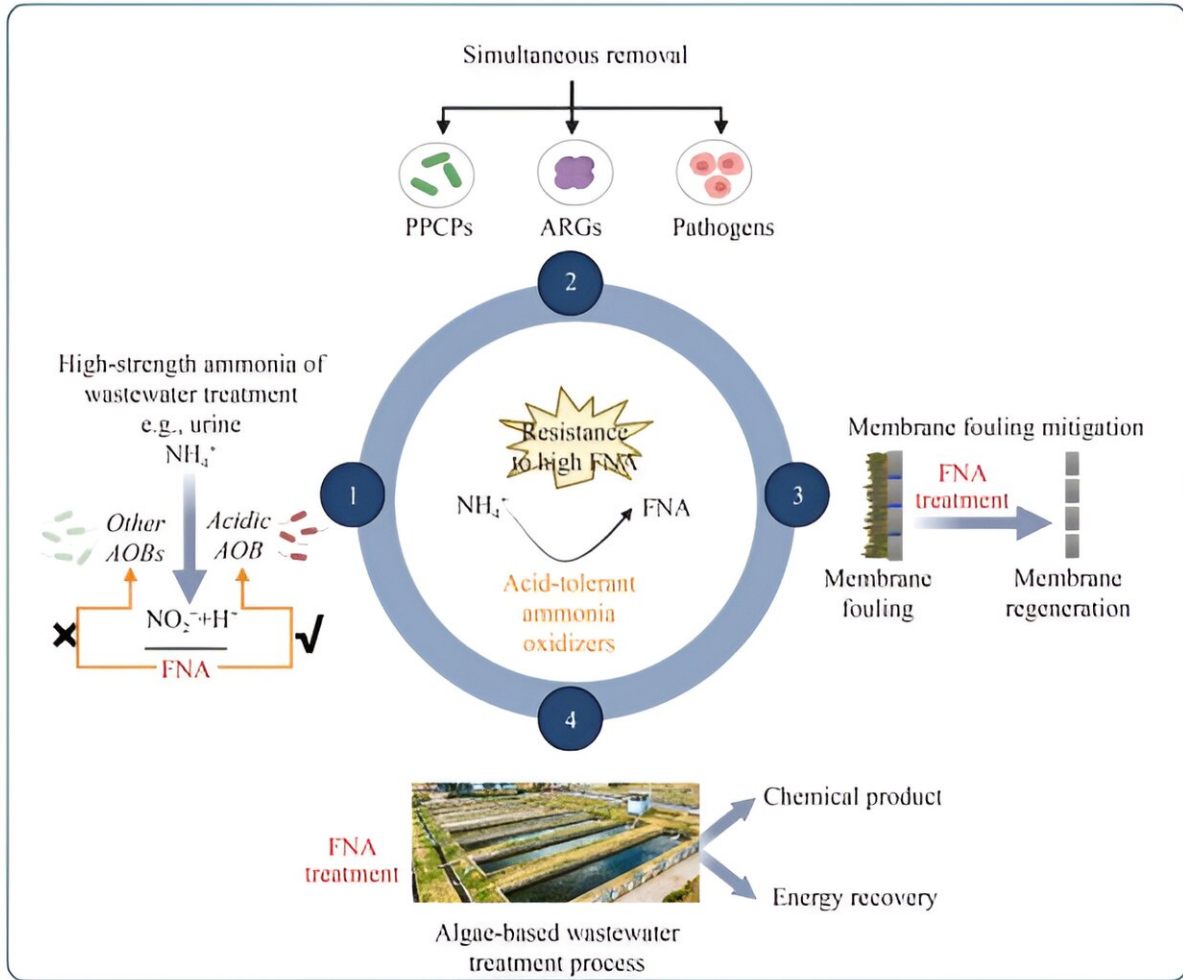 Simultaneous removal
PPCPs
ARGs
Pathogens
2
High-strength ammonia of
wastewater treatment
e.g., urine
NH₄⁺
Other
AOBs
Acidic
AOB
NO₂⁻+H⁺
FNA
1
Resistance
to high FNA
NH₄⁺
FNA
Acid-tolerant
ammonia
oxidizers
3
Membrane fouling mitigation
FNA
treatment
Membrane
fouling
Membrane
regeneration
4
FNA
treatment
Chemical product
Energy recovery
Algae-based wastewater
treatment process